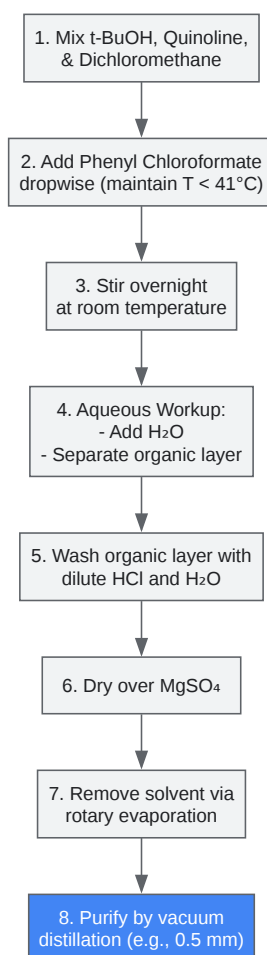 1. Mix t-BuOH, Quinoline,
& Dichloromethane
2. Add Phenyl Chloroformate
dropwise (maintain T < 41°C)
3. Stir overnight
at room temperature
4. Aqueous Workup:
- Add H₂O
- Separate organic layer
5. Wash organic layer with
dilute HCl and H₂O
6. Dry over MgSO₄
7. Remove solvent via
rotary evaporation
8. Purify by vacuum
distillation (e.g., 0.5 mm)